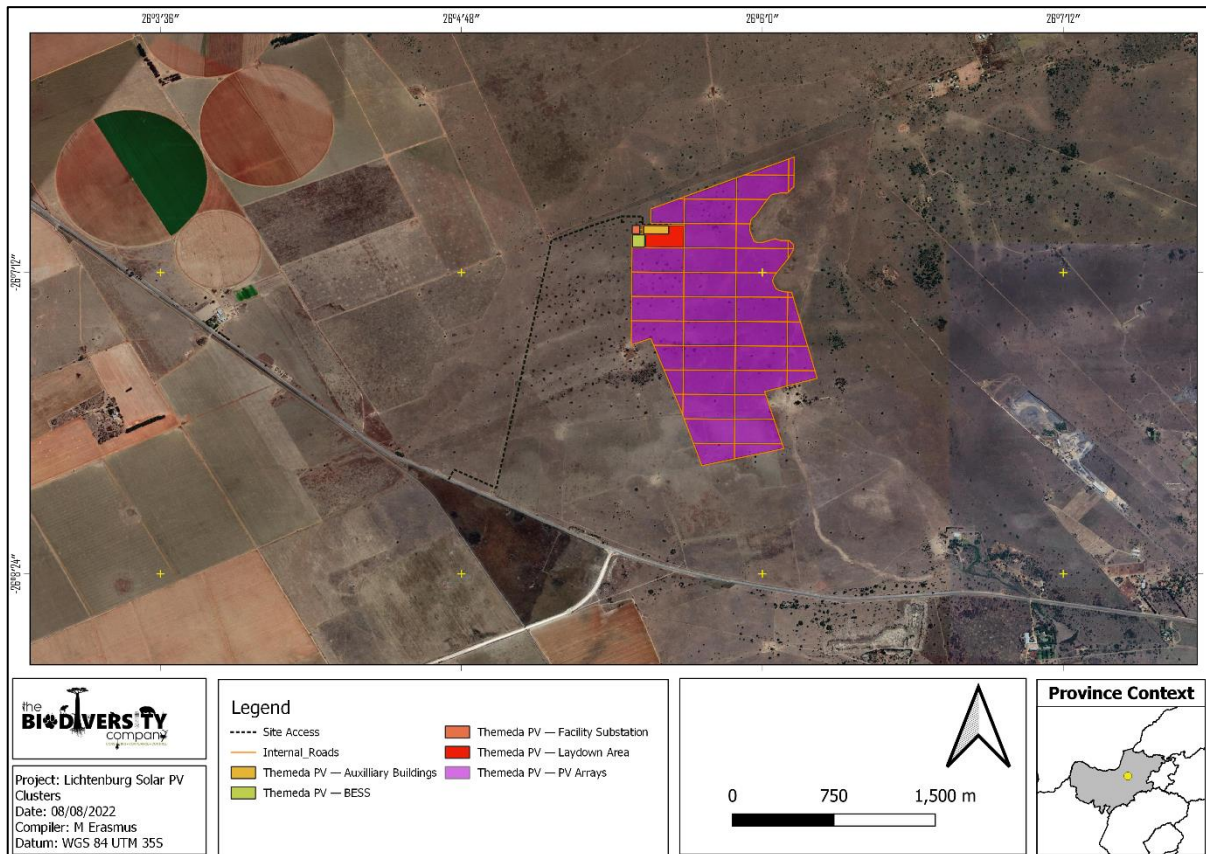 26°3'36" 26°4'48" 26°6'0" 26°7'12"
-26°7'12"
-26°8'24"
the
BIODIVERSITY
company
Project: Lichtenburg Solar PV
Clusters
Date: 08/08/2022
Compiler: M Erasmus
Datum: WGS 84 UTM 35S
Legend
Site Access
Internal_Roads
Themeda PV — Auxilliary Buildings
Themeda PV — BESS
Themeda PV — Facility Substation
Themeda PV — Laydown Area
Themeda PV — PV Arrays
0 750 1,500 m
Province Context